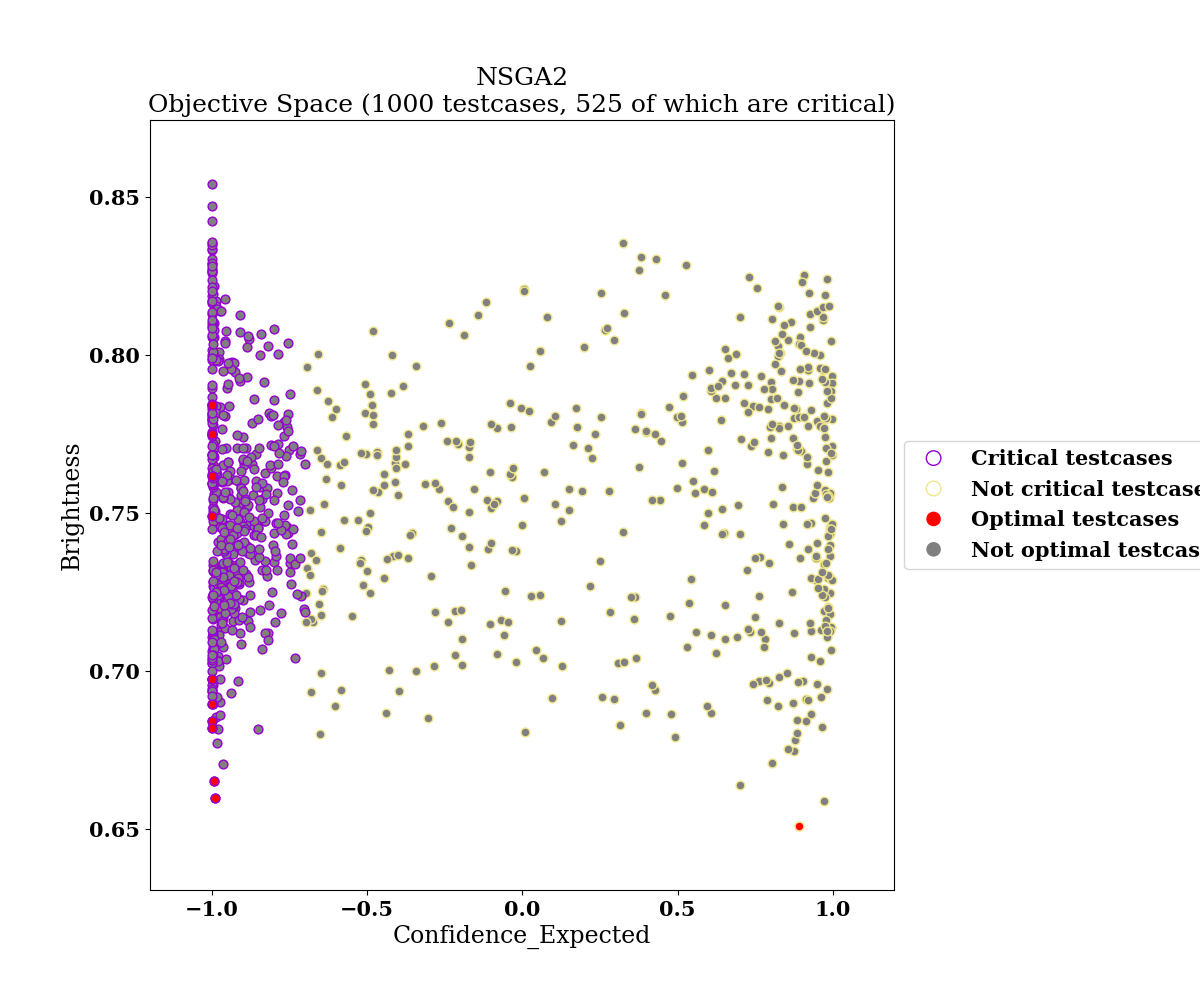 NSGA2
Objective Space (1000 testcases, 525 of which are critical)
0.85
0.80
0.75
0.70
0.65
Brightness
−1.0
−0.5
0.0
0.5
1.0
Confidence_Expected
Critical testcases
Not critical testcase
Optimal testcases
Not optimal testcas